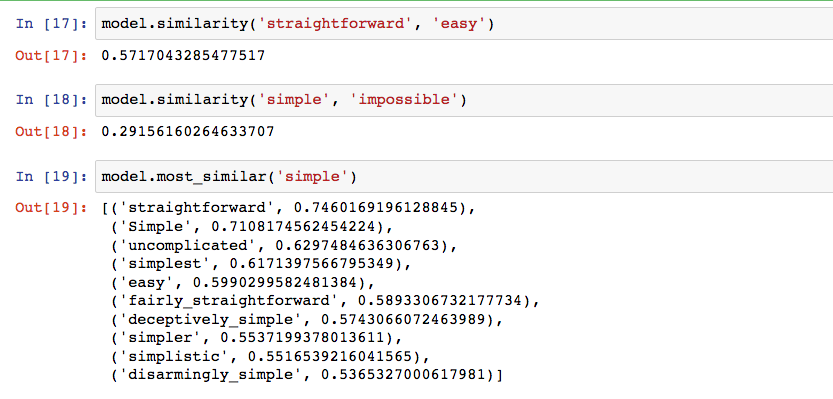 In [17]: model.similarity('straightforward', 'easy')
Out[17]: 0.5717043285477517
In [18]: model.similarity('simple', 'impossible')
Out[18]: 0.29156160264633707
In [19]: model.most_similar('simple')
Out[19]: [('straightforward', 0.7460169196128845),
('Simple', 0.7108174562454224),
('uncomplicated', 0.6297484636306763),
('simplest', 0.6171397566795349),
('easy', 0.5990299582481384),
('fairly_straightforward', 0.5893306732177734),
('deceptively_simple', 0.5743066072463989),
('simpler', 0.5537199378013611),
('simplistic', 0.5516539216041565),
('disarmingly_simple', 0.5365327000617981)]